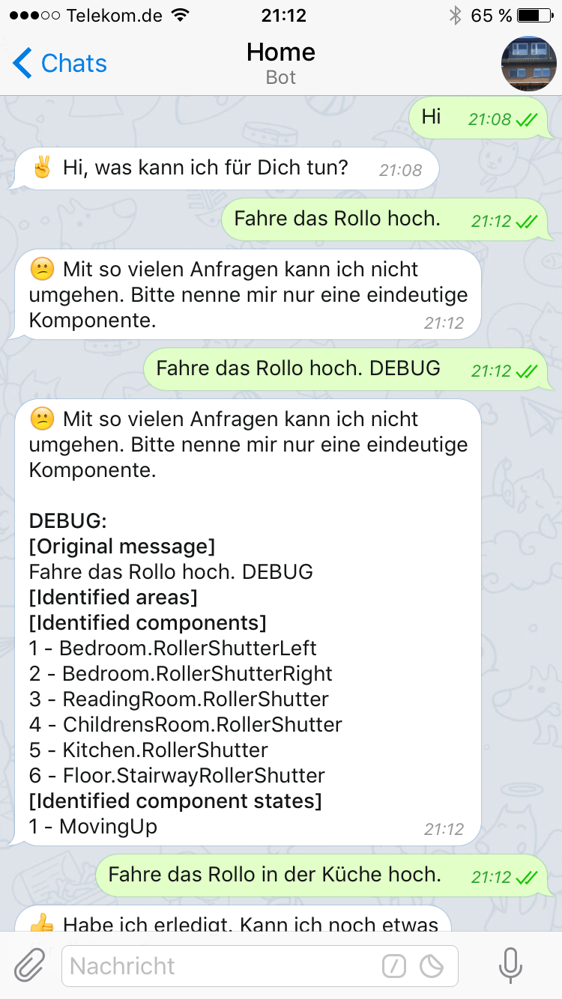 Telekom.de 21:12 65 %
Chats Home
Bot
Hi 21:08
✌️ Hi, was kann ich für Dich tun? 21:08
Fahre das Rollo hoch. 21:12
😕 Mit so vielen Anfragen kann ich nicht
umgehen. Bitte nenne mir nur eine eindeutige
Komponente. 21:12
Fahre das Rollo hoch. DEBUG 21:12
😕 Mit so vielen Anfragen kann ich nicht
umgehen. Bitte nenne mir nur eine eindeutige
Komponente.
DEBUG:
[Original message]
Fahre das Rollo hoch. DEBUG
[Identified areas]
[Identified components]
1 - Bedroom.RollerShutterLeft
2 - Bedroom.RollerShutterRight
3 - ReadingRoom.RollerShutter
4 - ChildrensRoom.RollerShutter
5 - Kitchen.RollerShutter
6 - Floor.StairwayRollerShutter
[Identified component states]
1 - MovingUp 21:12
Fahre das Rollo in der Küche hoch. 21:12
👍 Habe ich erledigt. Kann ich noch etwas
Nachricht